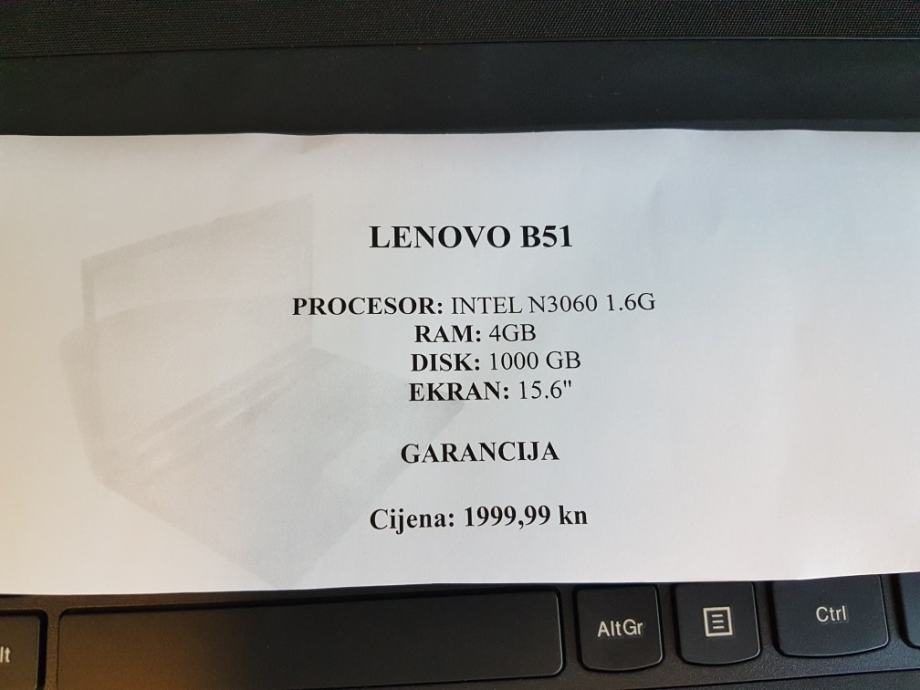 LENOVO B51
PROCESOR: INTEL N3060 1.6G
RAM: 4GB
DISK: 1000 GB
EKRAN: 15.6"
GARANCIJA
Cijena: 1999,99 kn
lt
AltGr
Ctrl